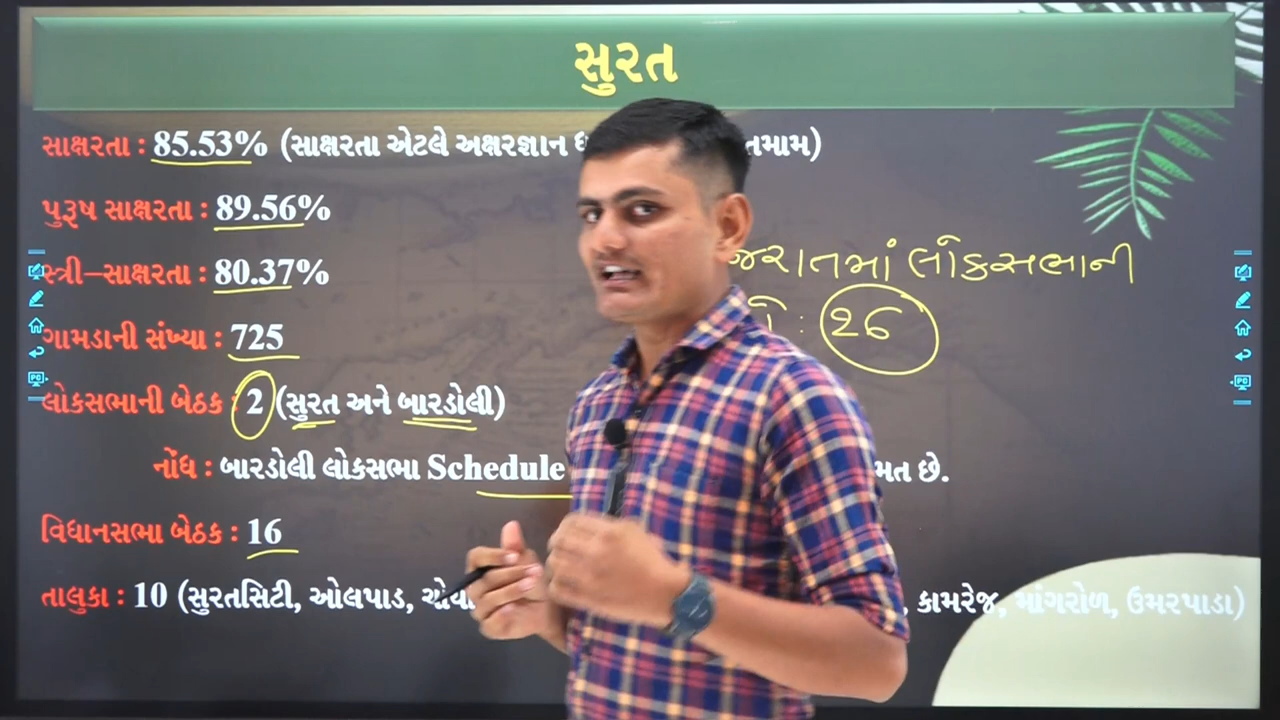 સુરત
સાક્ષરતા : 85.53% (સાક્ષરતા એટલે અક્ષરજ્ઞાન તમામ)
પુરૂષ સાક્ષરતા : 89.56%
સ્ત્રી–સાક્ષરતા : 80.37%
જરાતમાં લોકસભાની
ગામડાની સંખ્યા : 725
: ૨૬
લોકસભાની બેઠક : 2 (સુરત અને બારડોલી)
નોંધ : બારડોલી લોકસભા Schedule મત છે.
વિધાનસભા બેઠક : 16
તાલુકા : 10 (સુરતસિટી, ઓલપાડ, ચોર્યા , કામરેજ, માંગરોળ, ઉમરપાડા)